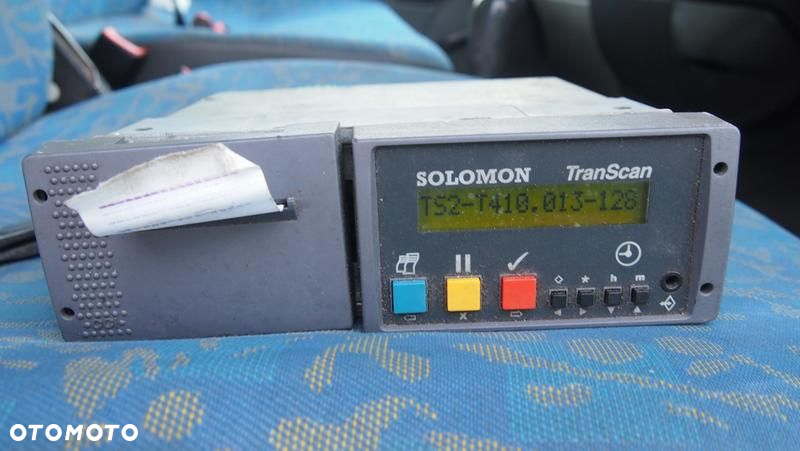 SOLOMON TranScan
TS2-T410.013-128
h m
x
OTOMOTO